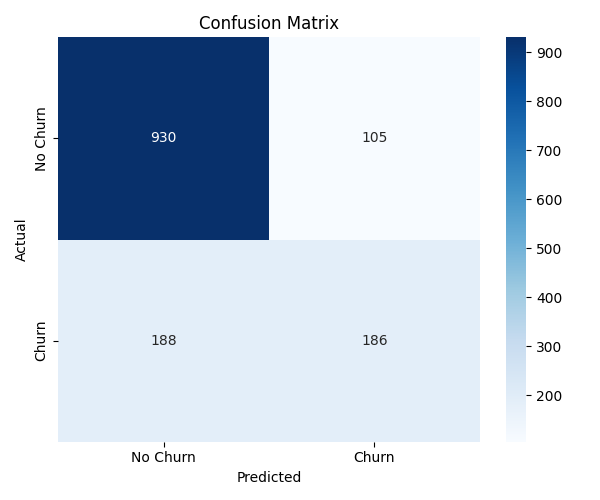 Confusion Matrix
Actual
No Churn
Churn
930
105
188
186
No Churn
Churn
Predicted
900
800
700
600
500
400
300
200